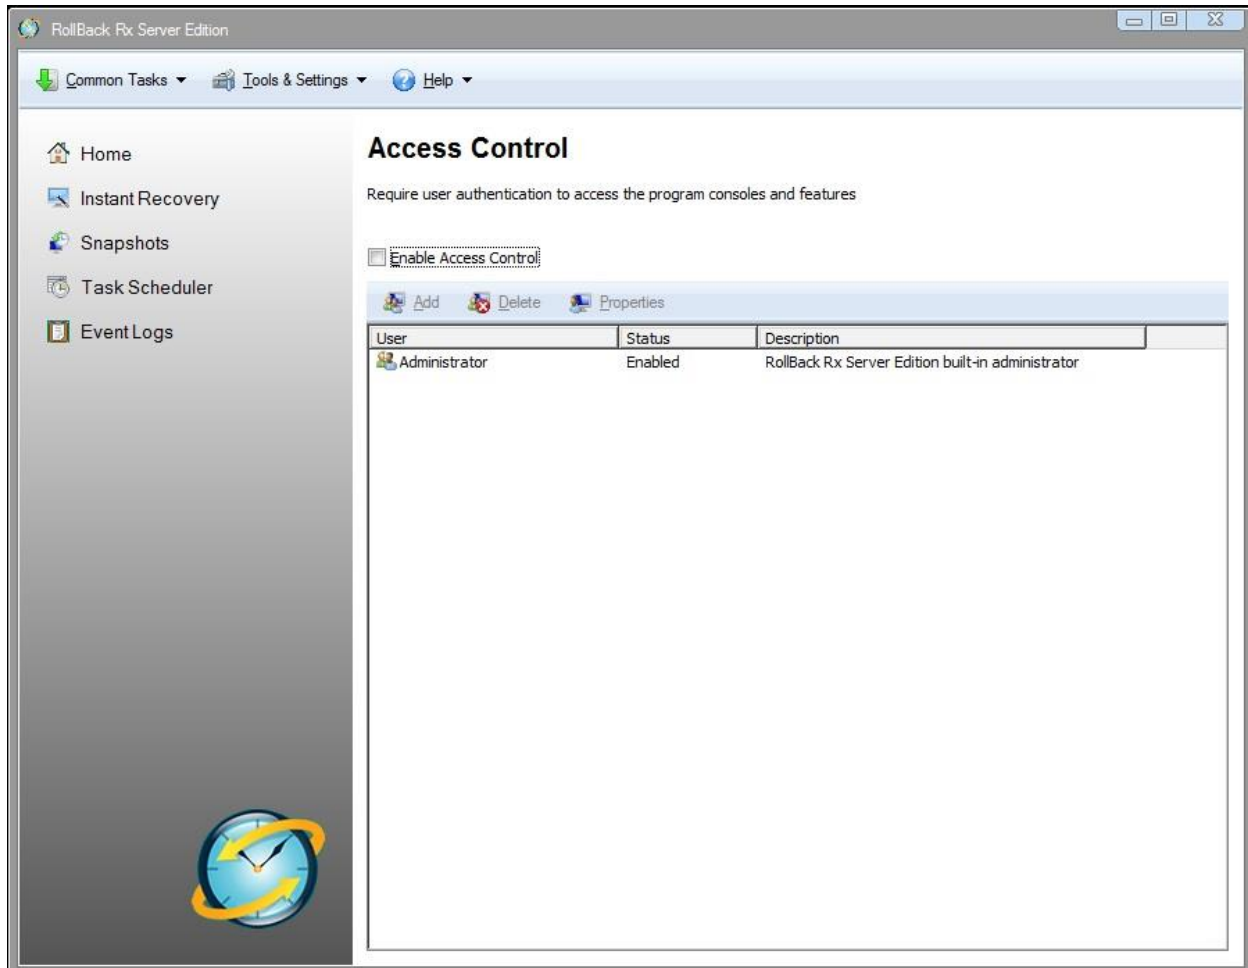 RollBack Rx Server Edition
Common Tasks Tools & Settings Help
Home
Instant Recovery
Snapshots
Task Scheduler
Event Logs
Access Control
Require user authentication to access the program consoles and features
Enable Access Control
Add Delete Properties
User Status Description
Administrator Enabled RollBack Rx Server Edition built-in administrator